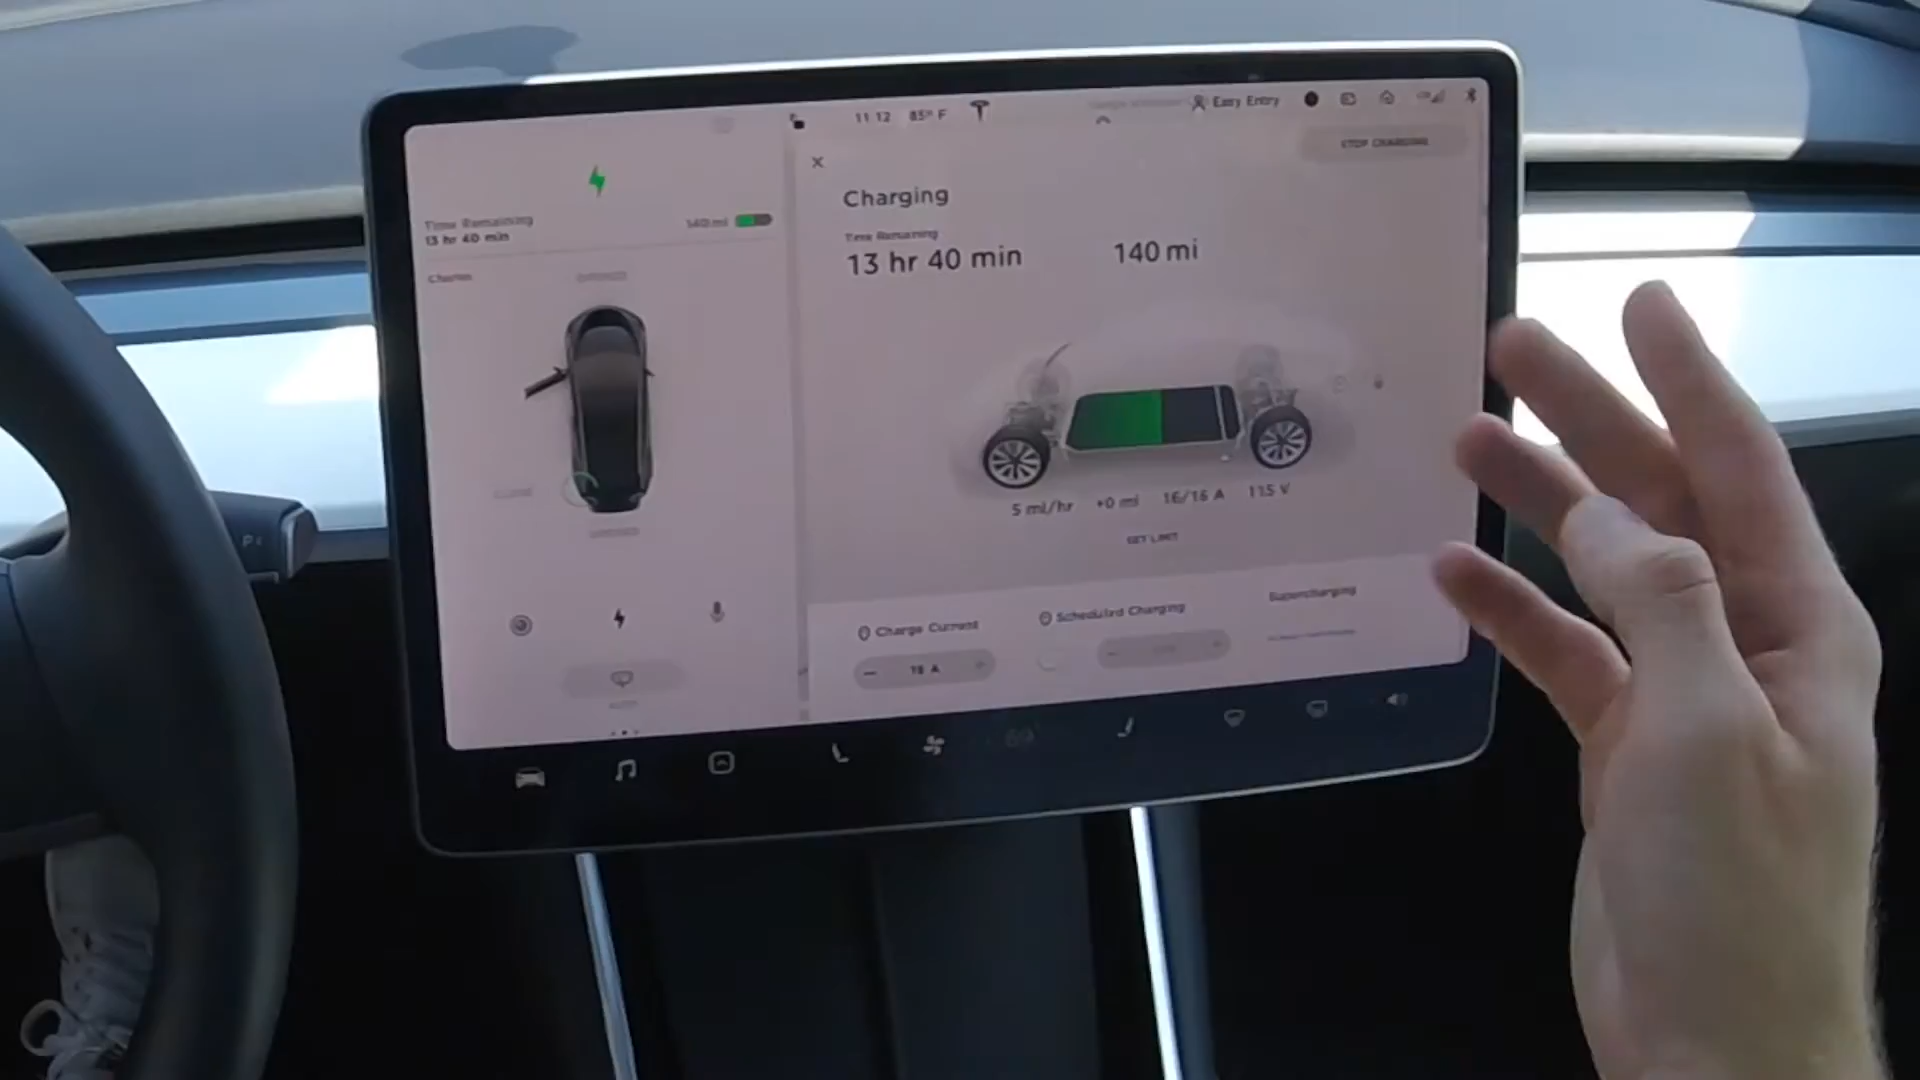 11 12 85° F
Easy Entry
STOP CHARGING
Time Remaining
13 hr 40 min
140 mi
Charging
Time Remaining
13 hr 40 min
140 mi
5 mi/hr +0 mi 16/16 A 115 V
SET LIMIT
Charge Current
16 A
Scheduled Charging
Supercharging
69
P